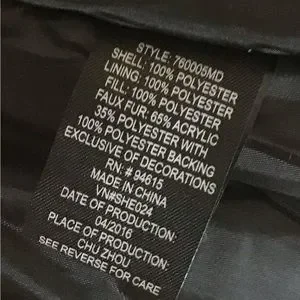 STYLE: 760005MD
SHELL: 100% POLYESTER
LINING: 100% POLYESTER
FILL: 100% POLYESTER
FAUX FUR: 65% ACRYLIC
35% POLYESTER WITH
100% POLYESTER BACKING
EXCLUSIVE OF DECORATIONS
RN: # 94615
MADE IN CHINA
VN#SHE024
DATE OF PRODUCTION:
04/2016
PLACE OF PRODUCTION:
CHU ZHOU
SEE REVERSE FOR CARE